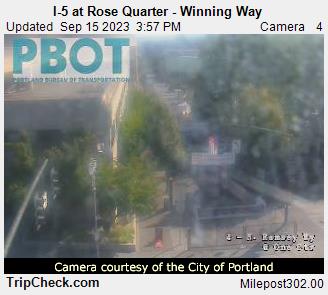 I-5 at Rose Quarter - Winning Way
Updated Sep 15 2023 3:57 PM Camera 4
PBOT
PORTLAND BUREAU OF TRANSPORTATION
Camera courtesy of the City of Portland
TripCheck.com Milepost302.00